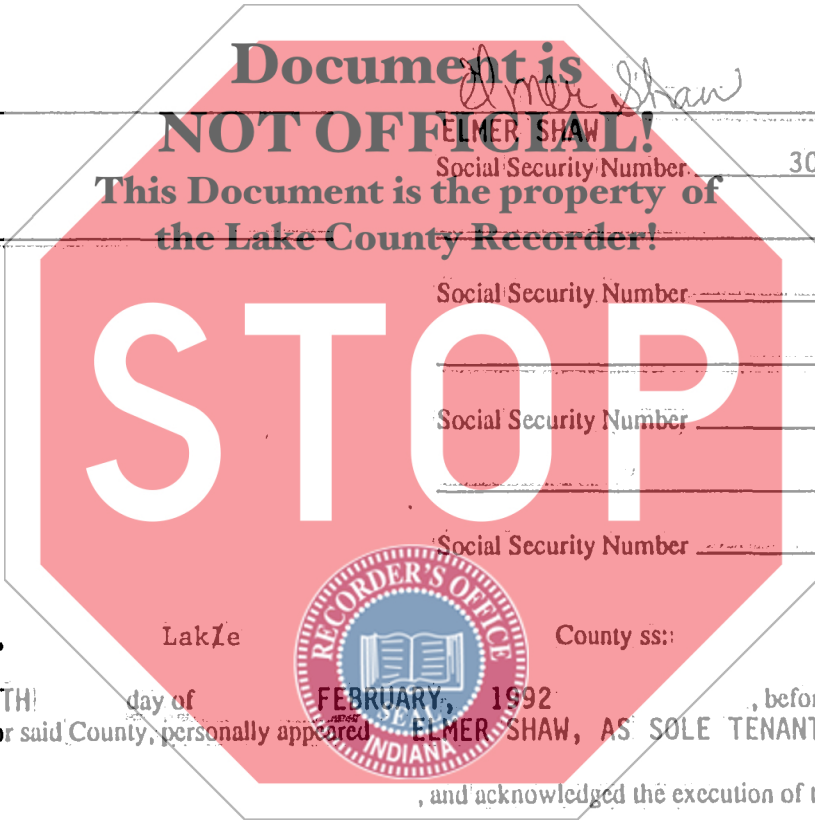 Document is
Elmer Shaw
NOT OFFICIAL!
ELMER SHAW
Social Security Number 30
This Document is the property of
the Lake County Recorder!
Social Security Number
STOP
Social Security Number
Social Security Number
RECORDER'S OFFICE
SEAL
INDIANA
Lake County ss:
TH day of FEBRUARY, 1992, befor
r said County, personally appeared ELMER SHAW, AS SOLE TENANT
, and acknowledged the execution of t